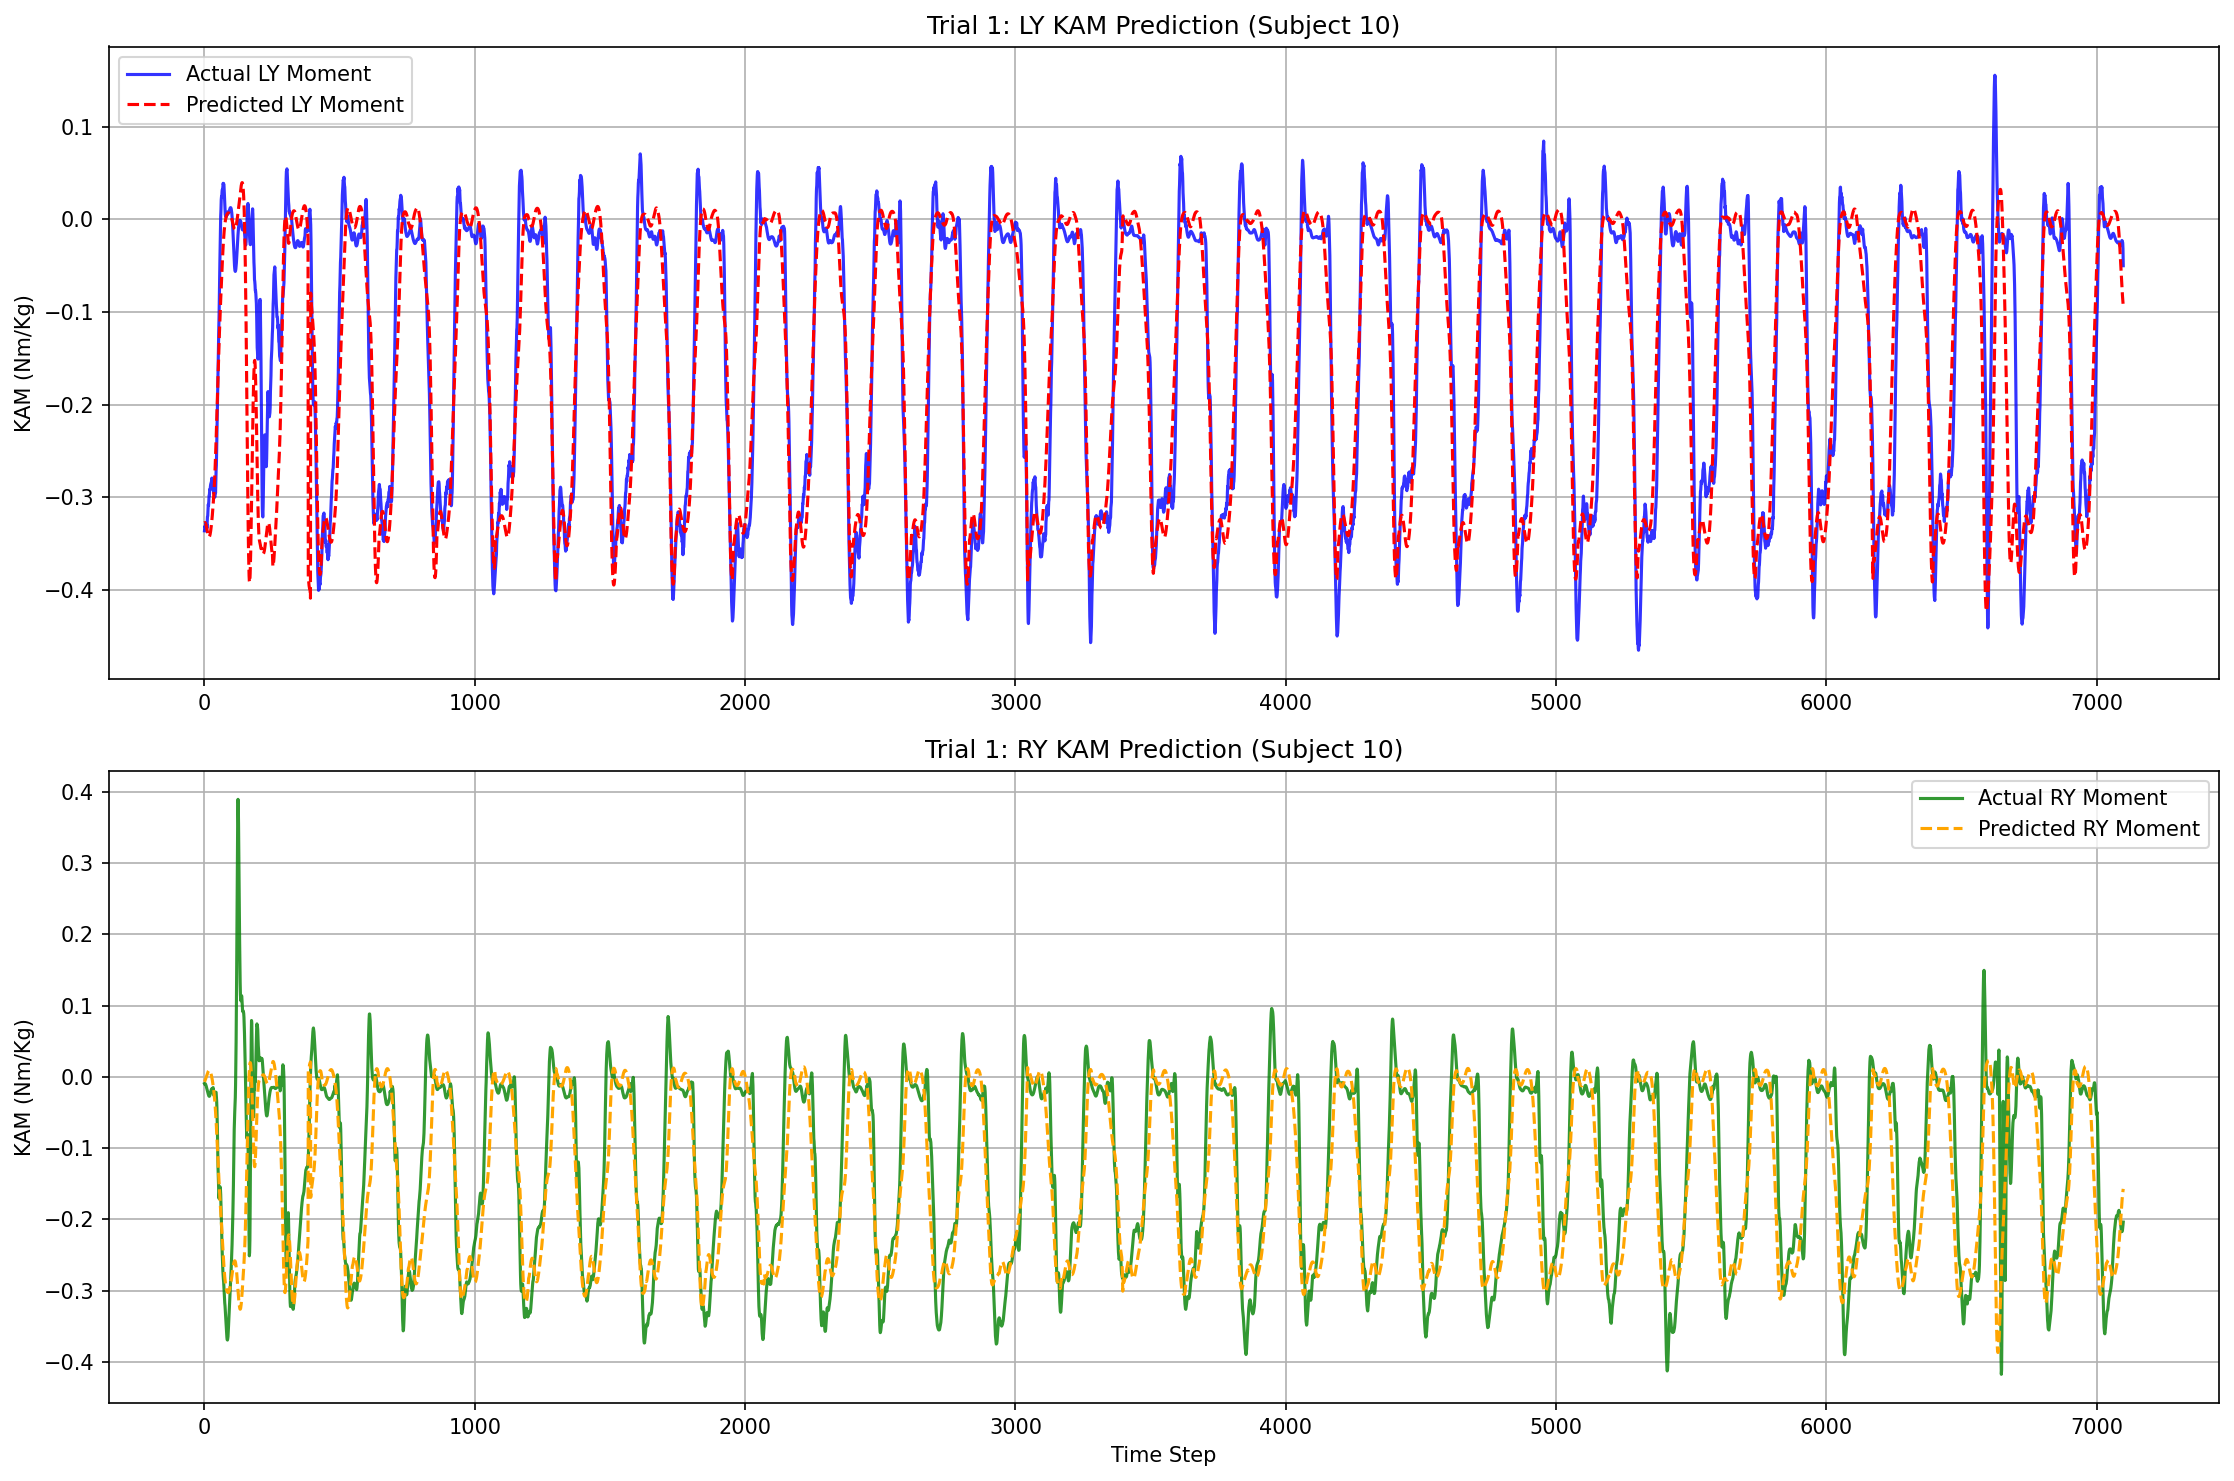 Trial 1: LY KAM Prediction (Subject 10)
Actual LY Moment
Predicted LY Moment
KAM (Nm/Kg)
0.1
0.0
−0.1
−0.2
−0.3
−0.4
0 1000 2000 3000 4000 5000 6000 7000
Trial 1: RY KAM Prediction (Subject 10)
Actual RY Moment
Predicted RY Moment
KAM (Nm/Kg)
0.4
0.3
0.2
0.1
0.0
−0.1
−0.2
−0.3
−0.4
0 1000 2000 3000 4000 5000 6000 7000
Time Step